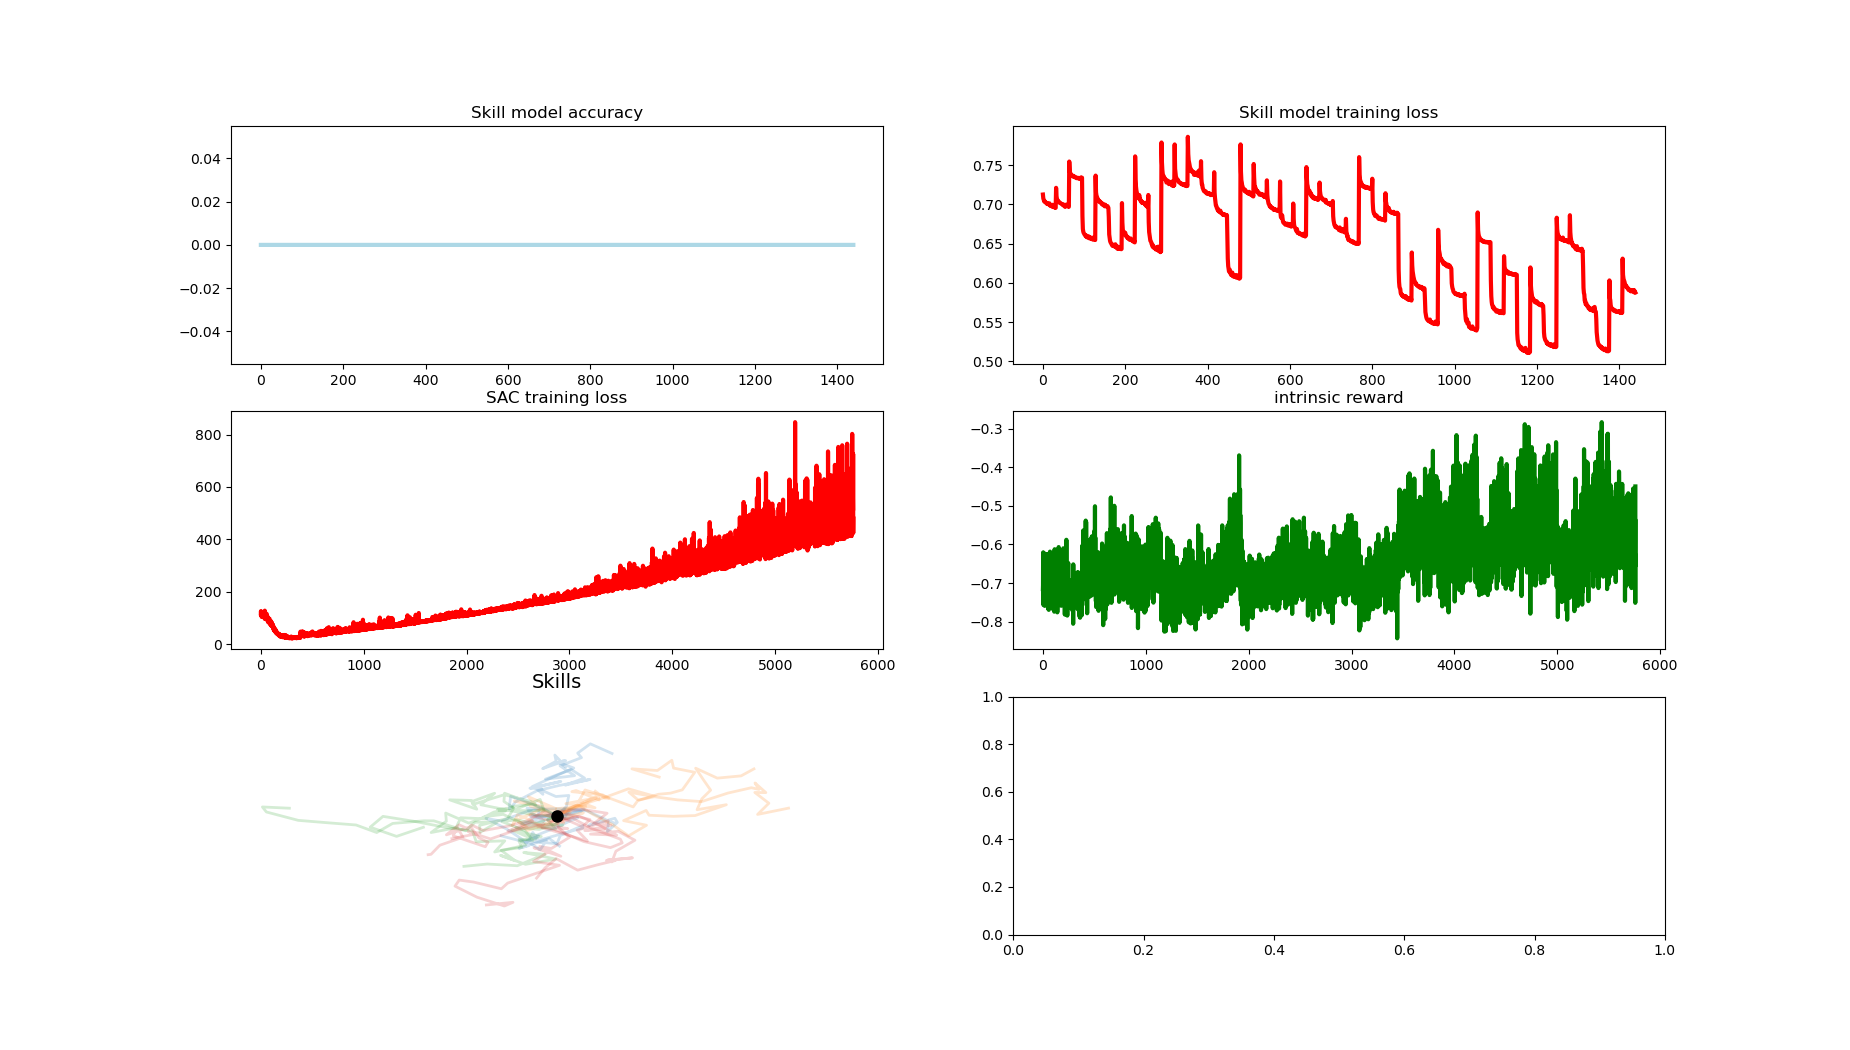 Skill model accuracy
0.04
0.02
0.00
−0.02
−0.04
0 200 400 600 800 1000 1200 1400
Skill model training loss
0.75
0.70
0.65
0.60
0.55
0.50
0 200 400 600 800 1000 1200 1400
SAC training loss
800
600
400
200
0
0 1000 2000 3000 4000 5000 6000
intrinsic reward
−0.3
−0.4
−0.5
−0.6
−0.7
−0.8
0 1000 2000 3000 4000 5000 6000
Skills
1.0
0.8
0.6
0.4
0.2
0.0
0.0 0.2 0.4 0.6 0.8 1.0